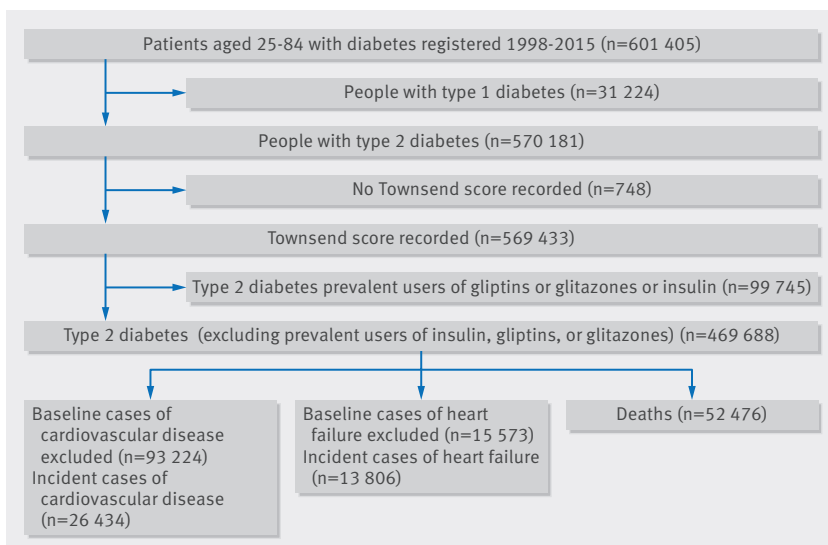 Patients aged 25-84 with diabetes registered 1998-2015 (n=601 405)
People with type 1 diabetes (n=31 224)
People with type 2 diabetes (n=570 181)
No Townsend score recorded (n=748)
Townsend score recorded (n=569 433)
Type 2 diabetes prevalent users of gliptins or glitazones or insulin (n=99 745)
Type 2 diabetes (excluding prevalent users of insulin, gliptins, or glitazones) (n=469 688)
Baseline cases of
cardiovascular disease
excluded (n=93 224)
Incident cases of
cardiovascular disease
(n=26 434)
Baseline cases of heart
failure excluded (n=15 573)
Incident cases of heart failure
(n=13 806)
Deaths (n=52 476)